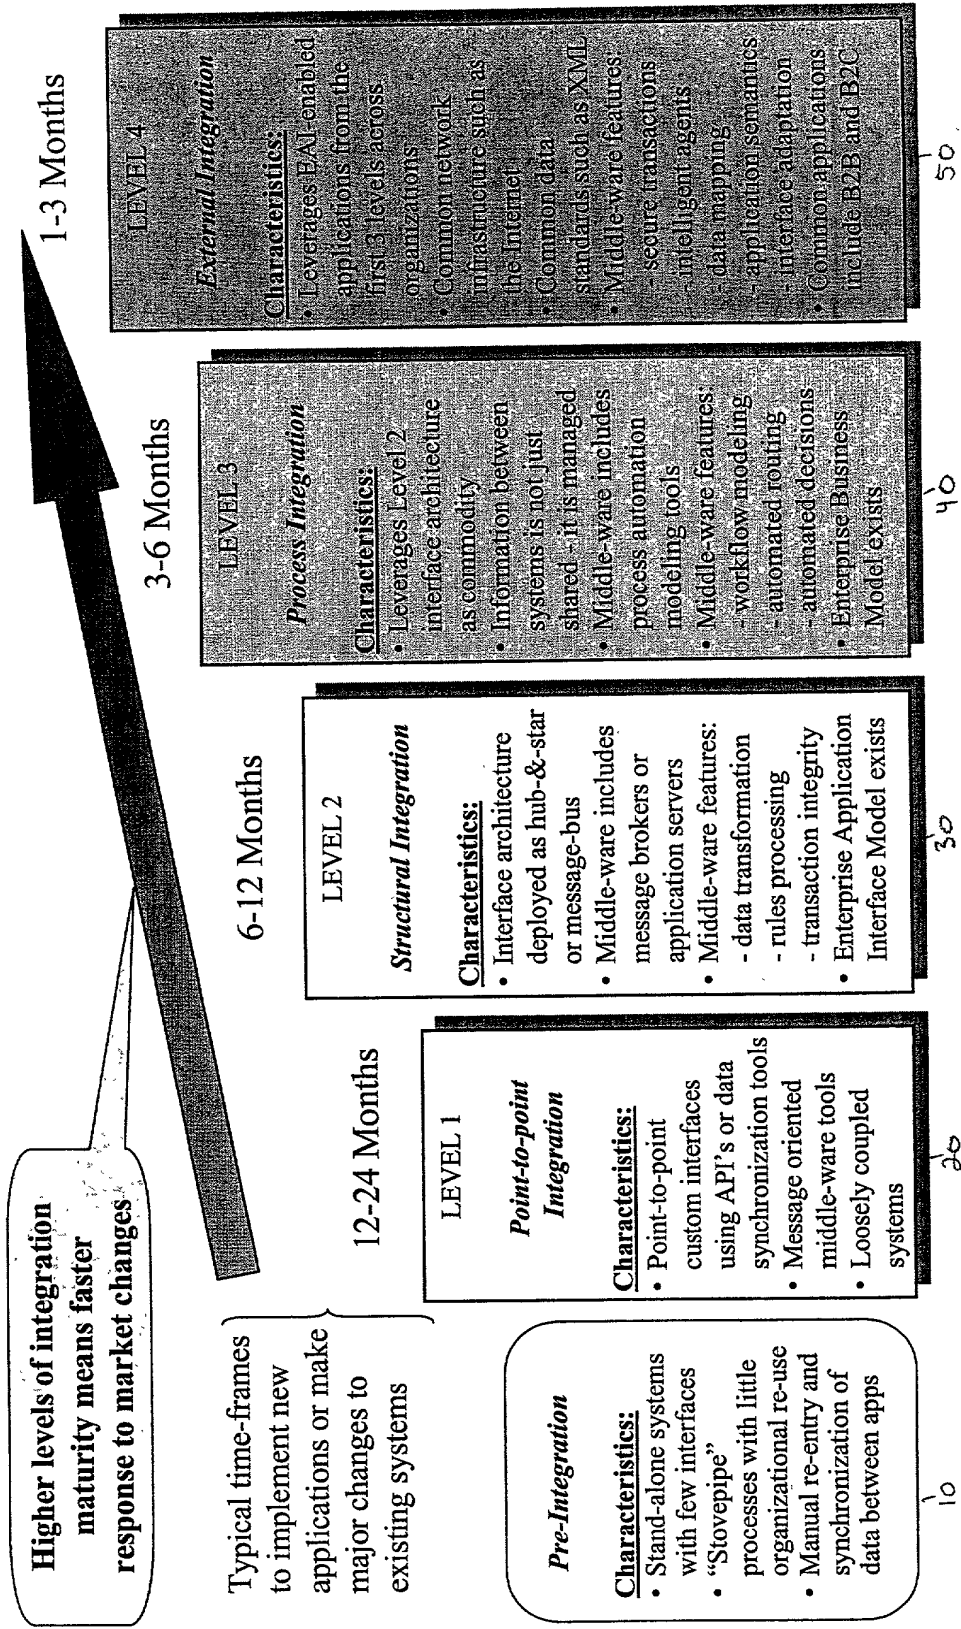 Higher levels of integration
maturity means faster
response to market changes
Typical time-frames
to implement new
applications or make
major changes to
existing systems
12-24 Months
6-12 Months
3-6 Months
1-3 Months
Pre-Integration
Characteristics:
• Stand-alone systems
with few interfaces
• “Stovepipe”
processes with little
organizational re-use
• Manual re-entry and
synchronization of
data between apps
10
LEVEL 1
Point-to-point
Integration
Characteristics:
• Point-to-point
custom interfaces
using API's or data
synchronization tools
• Message oriented
middle-ware tools
• Loosely coupled
systems
20
LEVEL 2
Structural Integration
Characteristics:
• Interface architecture
deployed as hub-&-star
or message-bus
• Middle-ware includes
message brokers or
application servers
• Middle-ware features:
- data transformation
- rules processing
- transaction integrity
• Enterprise Application
Interface Model exists
30
LEVEL 3
Process Integration
Characteristics:
• Leverages Level 2
interface architecture
as commodity
• Information between
systems is not just
shared – it is managed
• Middle-ware includes
process automation
modeling tools
• Middle-ware features:
- workflow modeling
- automated routing
- automated decisions
• Enterprise Business
Model exists
40
LEVEL 4
External Integration
Characteristics:
• Leverages EAI-enabled
applications from the
first 3 levels across
organizations
• Common network
infrastructure such as
the Internet
• Common data
standards such as XML
• Middle-ware features:
- secure transactions
- intelligent agents
- data mapping
- application semantics
- interface adaptation
• Common applications
include B2B and B2C
50